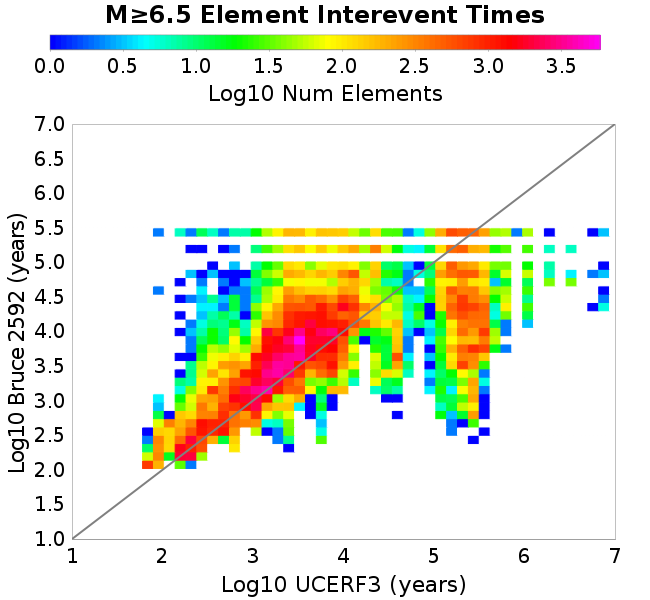 M≥6.5 Element Interevent Times
0.0 0.5 1.0 1.5 2.0 2.5 3.0 3.5
Log10 Num Elements
Log10 Bruce 2592 (years)
7.0
6.5
6.0
5.5
5.0
4.5
4.0
3.5
3.0
2.5
2.0
1.5
1.0
1 2 3 4 5 6 7
Log10 UCERF3 (years)